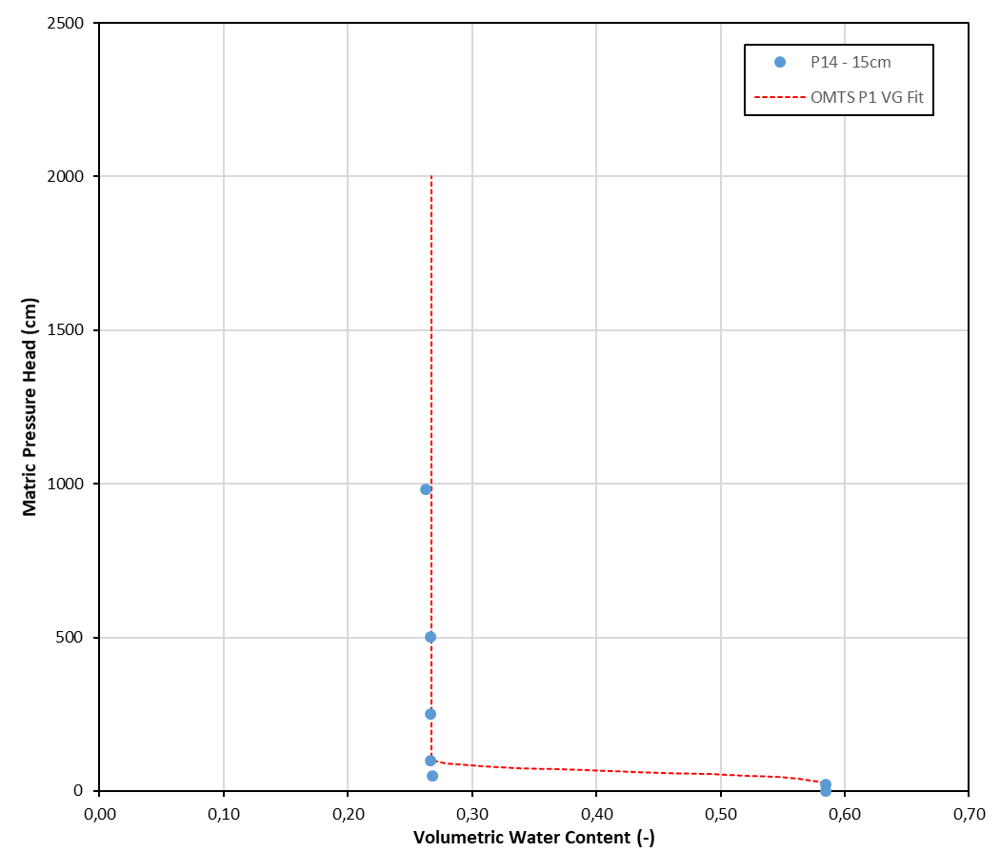 2500
2000
1500
1000
500
0
Matric Pressure Head (cm)
P14 - 15cm
OMTS P1 VG Fit
0,00 0,10 0,20 0,30 0,40 0,50 0,60 0,70
Volumetric Water Content (-)